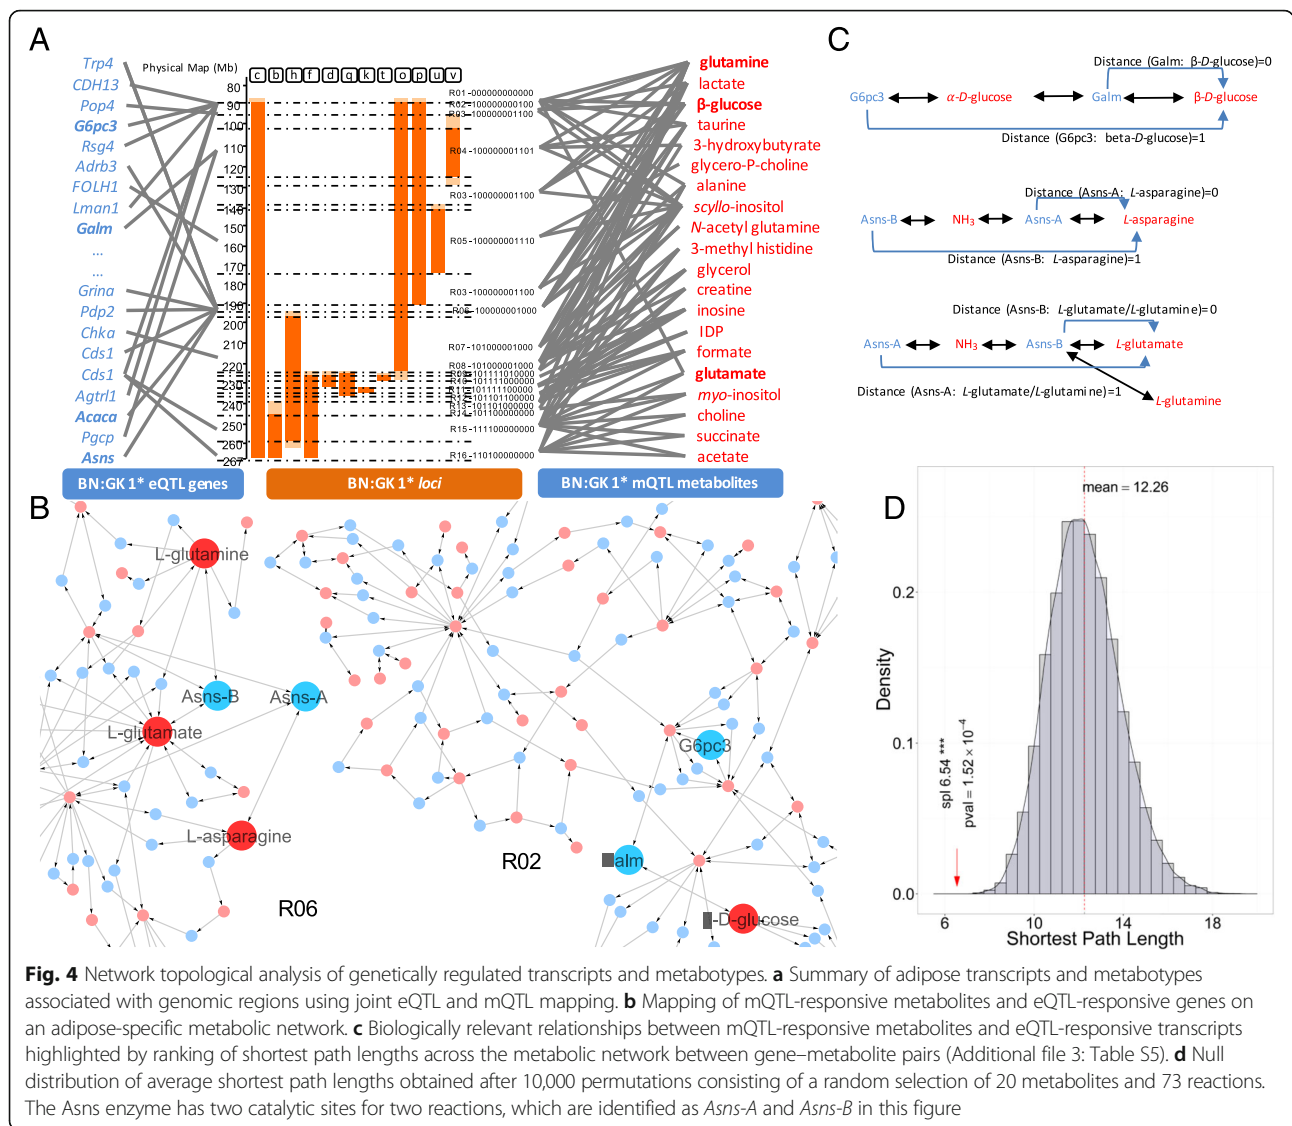 A
Trp4
CDH13
Pop4
G6pc3
Rsg4
Adrb3
FOLH1
Lman1
Galm
...
...
Grina
Pdp2
Chka
Cds1
Cds1
Agtrl1
Acaca
Pgcp
Asns
Physical Map (Mb)
c b h f d q k t o p u v
80
90
100
110
120
130
140
150
160
170
180
190
200
210
220
230
240
250
260
267
R01-000000000000
R02-100000000100
R03-100000001100
R04-100000001101
R03-100000001100
R05-100000001110
R03-100000001100
R06-100000001000
R07-101000001000
R08-101000001000
R10-101111000000
R11-101111100000
R13-101101000000
R14-101100000000
R15-111100000000
R16-110100000000
glutamine
lactate
β-glucose
taurine
3-hydroxybutyrate
glycero-P-choline
alanine
scyllo-inositol
N-acetyl glutamine
3-methyl histidine
glycerol
creatine
inosine
IDP
formate
glutamate
myo-inositol
choline
succinate
acetate
BN:GK 1* eQTL genes
BN:GK 1* loci
BN:GK 1* mQTL metabolites
C
Distance (Galm: β-D-glucose)=0
G6pc3 α-D-glucose Galm β-D-glucose
Distance (G6pc3: beta-D-glucose)=1
Distance (Asns-A: L-asparagine)=0
Asns-B NH3 Asns-A L-asparagine
Distance (Asns-B: L-asparagine)=1
Distance (Asns-B: L-glutamate/L-glutamine)=0
Asns-A NH3 Asns-B L-glutamate
Distance (Asns-A: L-glutamate/L-glutamine)=1
L-glutamine
B
L-glutamine
Asns-B
Asns-A
L-glutamate
L-asparagine
R06
R02
G6pc3
alm
-D-glucose
D
mean = 12.26
Density
0.2
0.1
0.0
spl 6.54 ***
pval = 1.52 × 10⁻⁴
6 10 14 18
Shortest Path Length
Fig. 4 Network topological analysis of genetically regulated transcripts and metabotypes. a Summary of adipose transcripts and metabotypes
associated with genomic regions using joint eQTL and mQTL mapping. b Mapping of mQTL-responsive metabolites and eQTL-responsive genes on
an adipose-specific metabolic network. c Biologically relevant relationships between mQTL-responsive metabolites and eQTL-responsive transcripts
highlighted by ranking of shortest path lengths across the metabolic network between gene–metabolite pairs (Additional file 3: Table S5). d Null
distribution of average shortest path lengths obtained after 10,000 permutations consisting of a random selection of 20 metabolites and 73 reactions.
The Asns enzyme has two catalytic sites for two reactions, which are identified as Asns-A and Asns-B in this figure